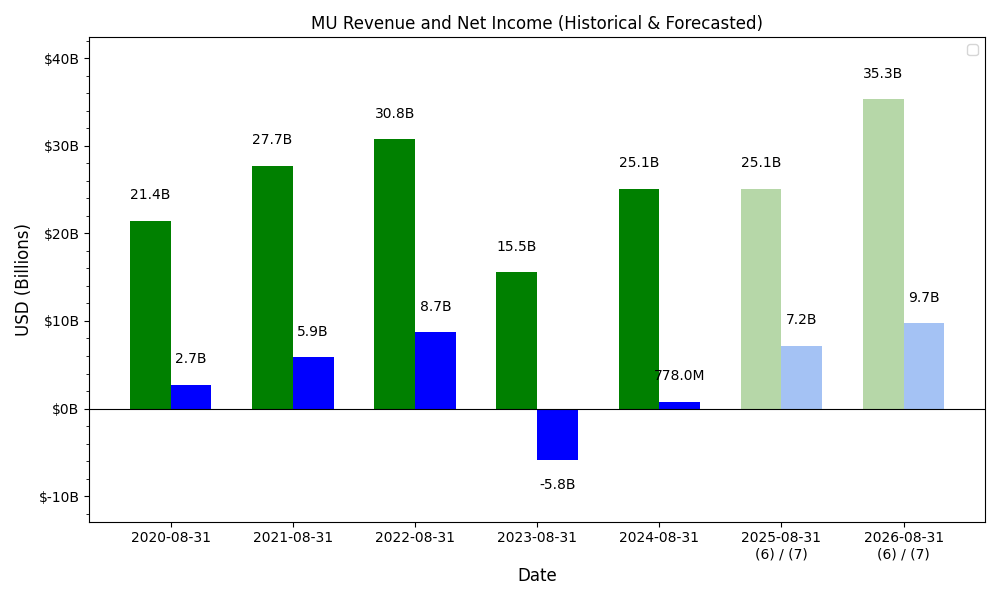 MU Revenue and Net Income (Historical & Forecasted)
USD (Billions)
$40B
$30B
$20B
$10B
$0B
$-10B
21.4B
2.7B
27.7B
5.9B
30.8B
8.7B
15.5B
-5.8B
25.1B
778.0M
25.1B
7.2B
35.3B
9.7B
2020-08-31
2021-08-31
2022-08-31
2023-08-31
2024-08-31
2025-08-31
(6) / (7)
2026-08-31
(6) / (7)
Date